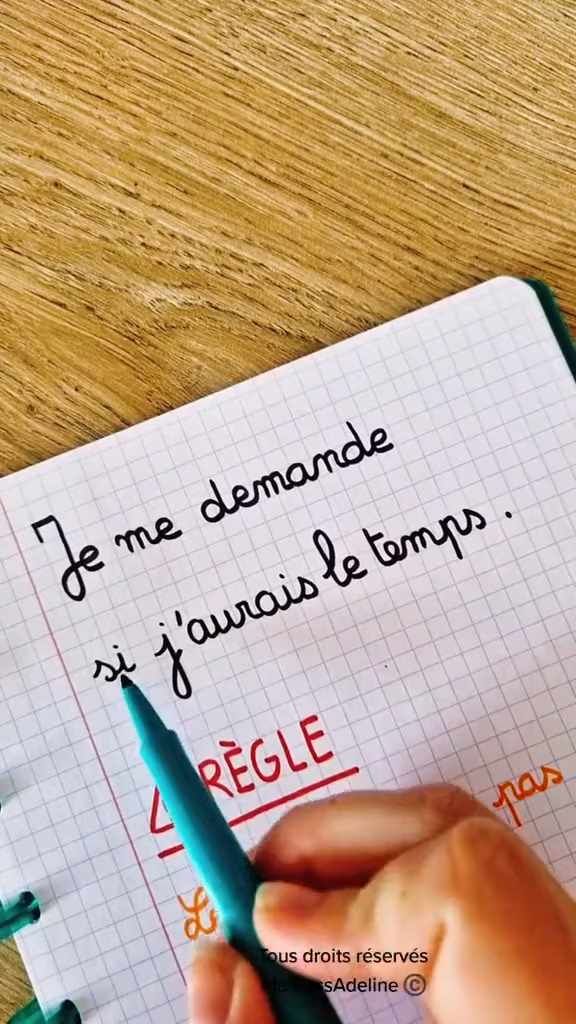 Je me demande
si j'aurais le temps.
RÈGLE
pas
Tous droits réservés